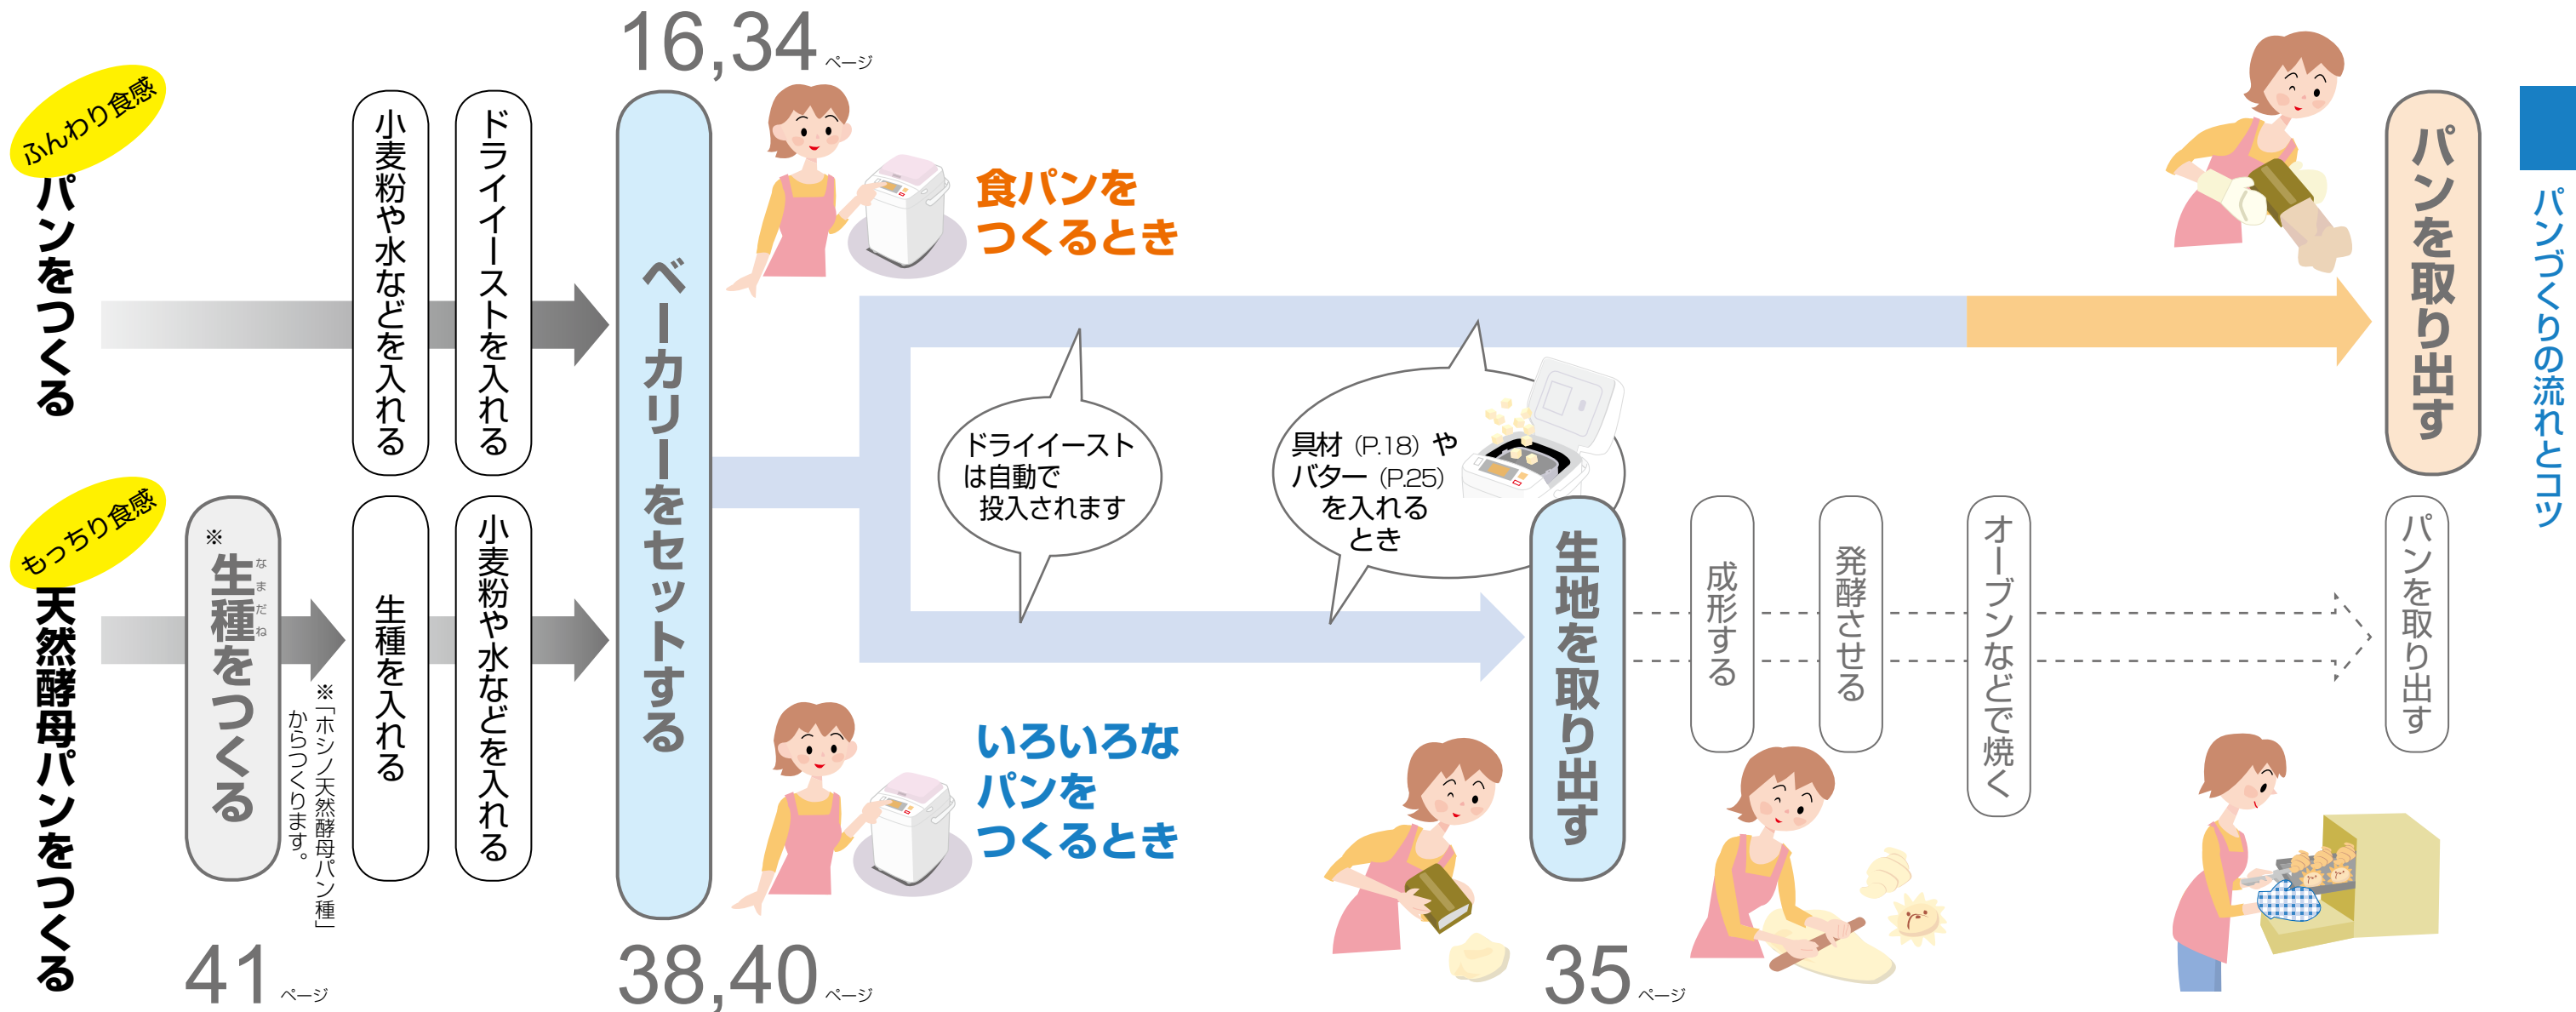 ふんわり食感
パンをつくる
小麦粉や水などを入れる
ドライイーストを入れる
16,34ページ
ベーカリーをセットする
食パンを
つくるとき
ドライイースト
は自動で
投入されます
具材（P.18）や
バター（P.25）
を入れる
とき
パンを取り出す
もっちり食感
天然酵母パンをつくる
※
生種をつくる
なまだね
※「ホシノ天然酵母パン種」
からつくります。
41ページ
生種を入れる
小麦粉や水などを入れる
38,40ページ
いろいろな
パンを
つくるとき
生地を取り出す
35ページ
成形する
発酵させる
オーブンなどで焼く
パンを取り出す
パンづくりの流れとコツ